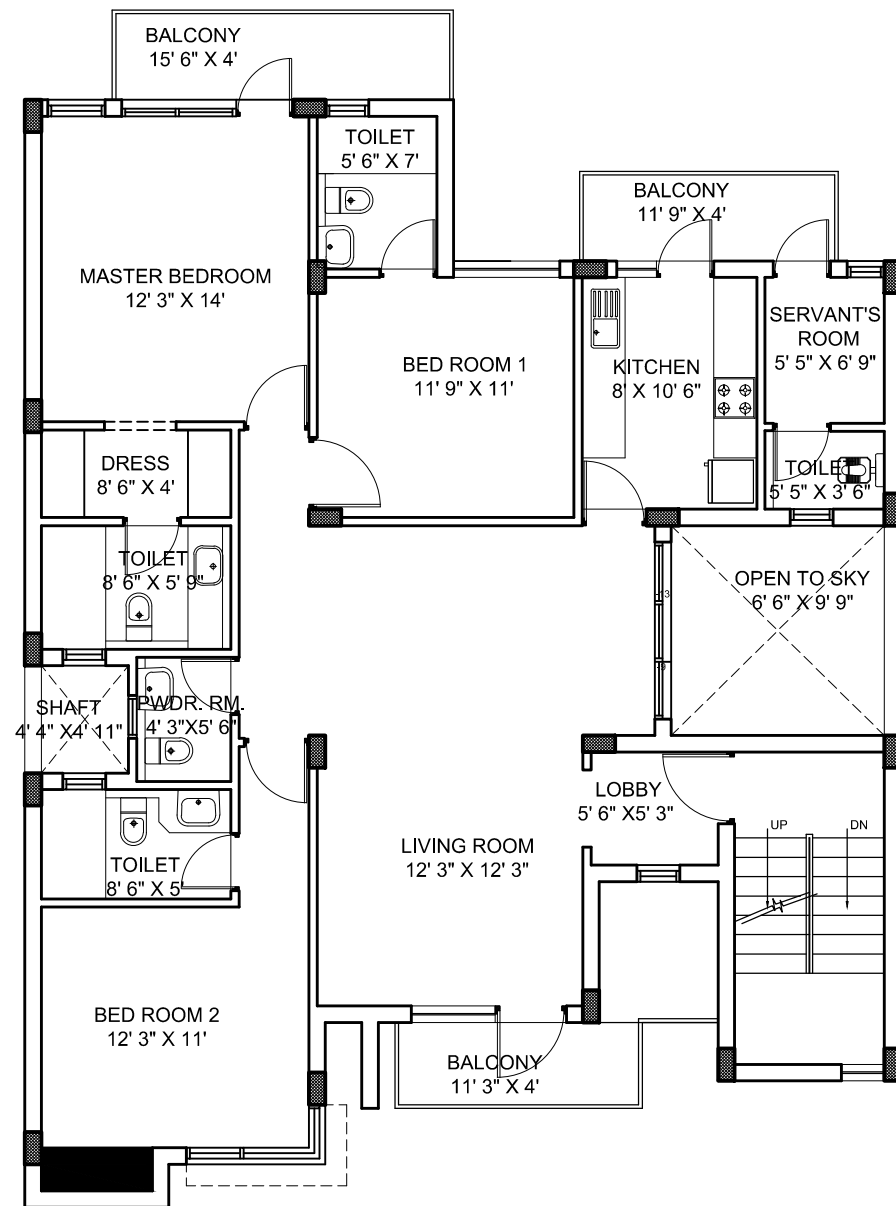 BALCONY
15' 6" X 4'
TOILET
5' 6" X 7'
BALCONY
11' 9" X 4'
MASTER BEDROOM
12' 3" X 14'
SERVANT'S
ROOM
5' 5" X 6' 9"
BED ROOM 1
11' 9" X 11'
KITCHEN
8' X 10' 6"
DRESS
8' 6" X 4'
TOILET
5' 5" X 3' 6"
TOILET
8' 6" X 5' 9"
OPEN TO SKY
6' 6" X 9' 9"
13
9
SHAFT
4' 4" X4' 11"
PWDR. RM.
4' 3"X5' 6"
LOBBY
5' 6" X5' 3"
UP
DN
LIVING ROOM
12' 3" X 12' 3"
TOILET
8' 6" X 5'
BED ROOM 2
12' 3" X 11'
BALCONY
11' 3" X 4'